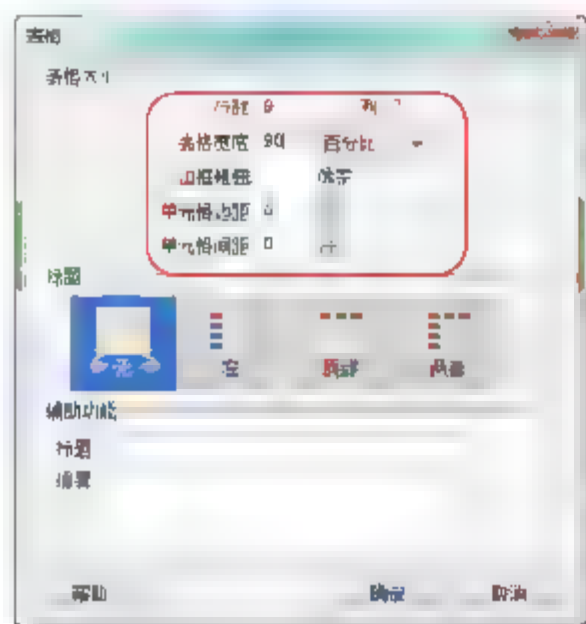 表格
表格大小
行数 列
表格宽度 90 百分比
边框粗细 像素
单元格边距
单元格间距 0
标题
无 左 顶部 两者
辅助功能
标题
摘要
帮助 确定 取消